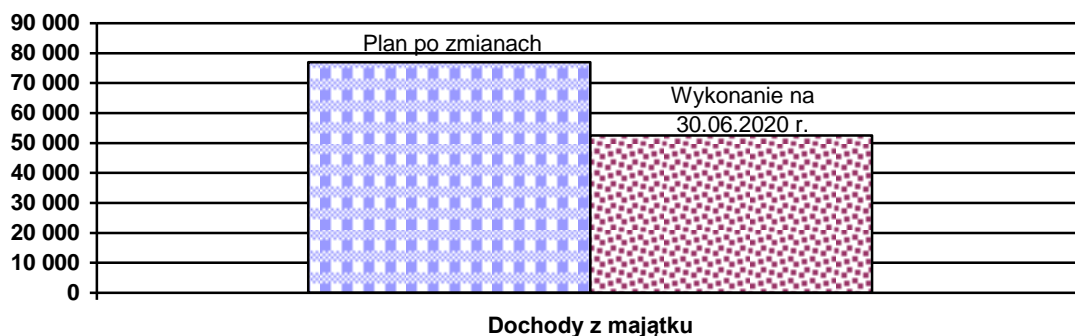 90 000
80 000
70 000
60 000
50 000
40 000
30 000
20 000
10 000
0
Plan po zmianach
Wykonanie na
30.06.2020 r.
Dochody z majątku